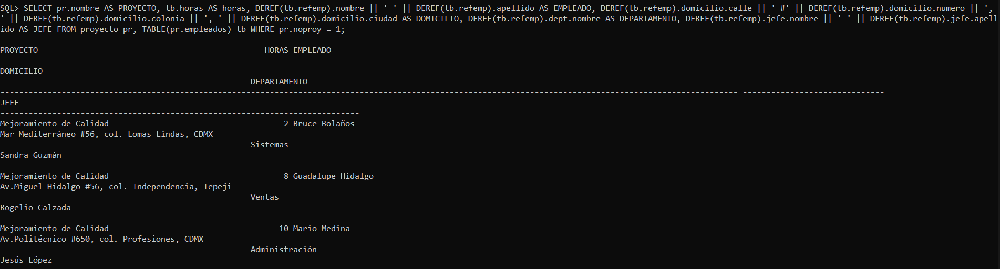 SQL> SELECT pr.nombre AS PROYECTO, tb.horas AS horas, DEREF(tb.refemp).nombre || ' ' || DEREF(tb.refemp).apellido AS EMPLEADO, DEREF(tb.refemp).domicilio.calle || ' #' || DEREF(tb.refemp).domicilio.numero || ',
' || DEREF(tb.refemp).domicilio.colonia || ', ' || DEREF(tb.refemp).domicilio.ciudad AS DOMICILIO, DEREF(tb.refemp).dept.nombre AS DEPARTAMENTO, DEREF(tb.refemp).jefe.nombre || ' ' || DEREF(tb.refemp).jefe.apell
ido AS JEFE FROM proyecto pr, TABLE(pr.empleados) tb WHERE pr.noproy = 1;
PROYECTO HORAS EMPLEADO
-------------------------------------------------- ---------- ----------------------------------------------------------------------------
DOMICILIO
DEPARTAMENTO
------------------------------------------------------------------------------------------------------------------------------------------------------------ ------------------------------
JEFE
----------------------------------------------------------------------------
Mejoramiento de Calidad 2 Bruce Bolaños
Mar Mediterráneo #56, col. Lomas Lindas, CDMX
Sistemas
Sandra Guzmán
Mejoramiento de Calidad 8 Guadalupe Hidalgo
Av.Miguel Hidalgo #56, col. Independencia, Tepeji
Ventas
Rogelio Calzada
Mejoramiento de Calidad 10 Mario Medina
Av.Politécnico #650, col. Profesiones, CDMX
Administración
Jesús López